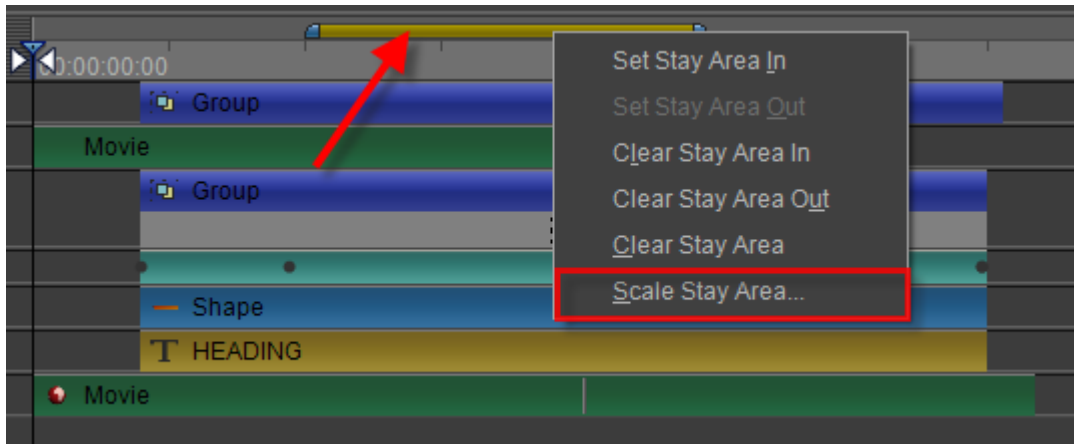 00:00:00:00
Group
Movie
Group
Shape
T HEADING
Movie
Set Stay Area In
Set Stay Area Out
Clear Stay Area In
Clear Stay Area Out
Clear Stay Area
Scale Stay Area...